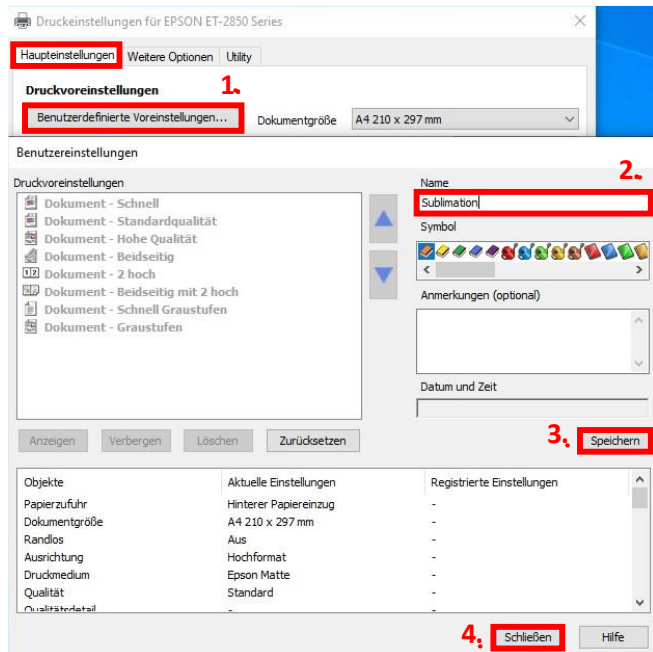 Druckeinstellungen für EPSON ET-2850 Series
Haupteinstellungen Weitere Optionen Utility
Druckvoreinstellungen
1.
Benutzerdefinierte Voreinstellungen... Dokumentgröße A4 210 x 297 mm
Benutzereinstellungen
2.
Druckvoreinstellungen Name
Dokument - Schnell Sublimation
Dokument - Standardqualität Symbol
Dokument - Hohe Qualität
Dokument - Beidseitig
Dokument - 2 hoch
Dokument - Beidseitig mit 2 hoch Anmerkungen (optional)
Dokument - Schnell Graustufen
Dokument - Graustufen
Datum und Zeit
Anzeigen Verbergen Löschen Zurücksetzen 3. Speichern
Objekte Aktuelle Einstellungen Registrierte Einstellungen
Papierzufuhr Hinterer Papiereinzug -
Dokumentgröße A4 210 x 297 mm -
Randlos Aus -
Ausrichtung Hochformat -
Druckmedium Epson Matte -
Qualität Standard -
Qualitätsdetail - -
4. Schließen Hilfe